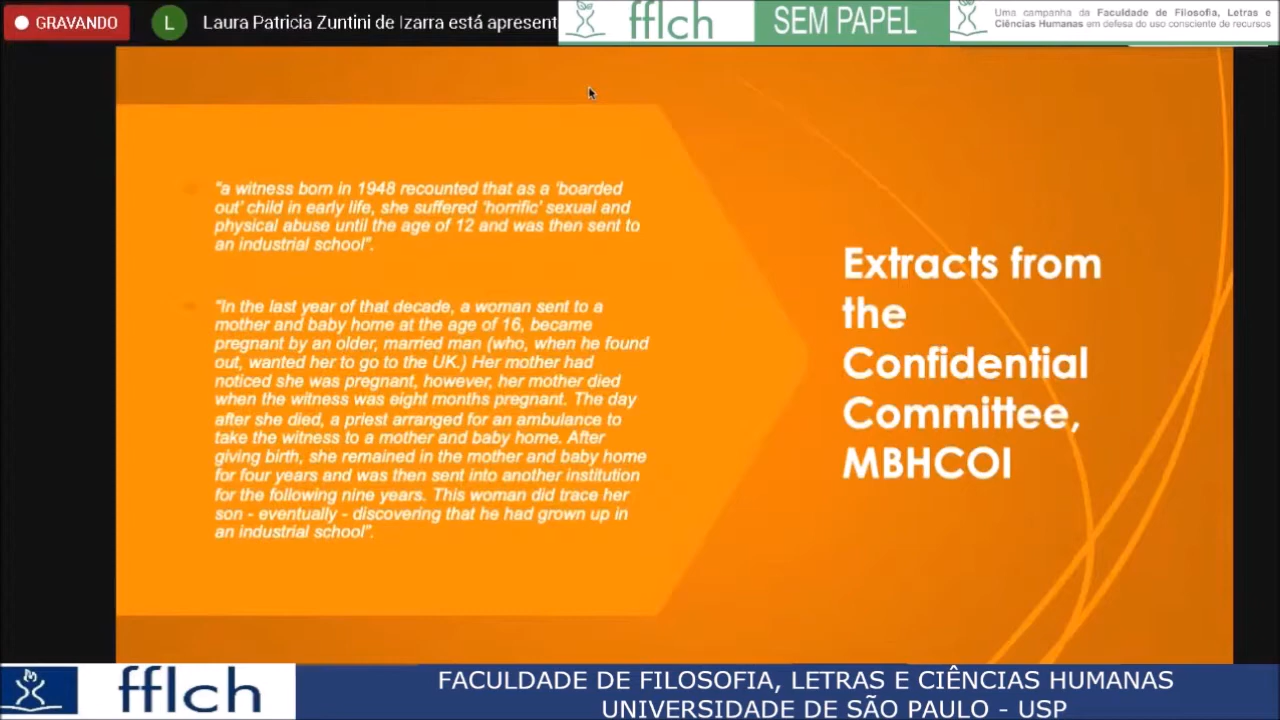 GRAVANDO
L
Laura Patricia Zuntini de Izarra está apresent
fflch
SEM PAPEL
Uma campanha da Faculdade de Filosofia, Letras e
Ciências Humanas em defesa do uso consciente de recursos
"a witness born in 1948 recounted that as a 'boarded
out' child in early life, she suffered 'horrific' sexual and
physical abuse until the age of 12 and was then sent to
an industrial school".
"In the last year of that decade, a woman sent to a
mother and baby home at the age of 16, became
pregnant by an older, married man (who, when he found
out, wanted her to go to the UK.) Her mother had
noticed she was pregnant, however, her mother died
when the witness was eight months pregnant. The day
after she died, a priest arranged for an ambulance to
take the witness to a mother and baby home. After
giving birth, she remained in the mother and baby home
for four years and was then sent into another institution
for the following nine years. This woman did trace her
son - eventually - discovering that he had grown up in
an industrial school".
Extracts from
the
Confidential
Committee,
MBHCOI
fflch
FACULDADE DE FILOSOFIA, LETRAS E CIÊNCIAS HUMANAS
UNIVERSIDADE DE SÃO PAULO - USP